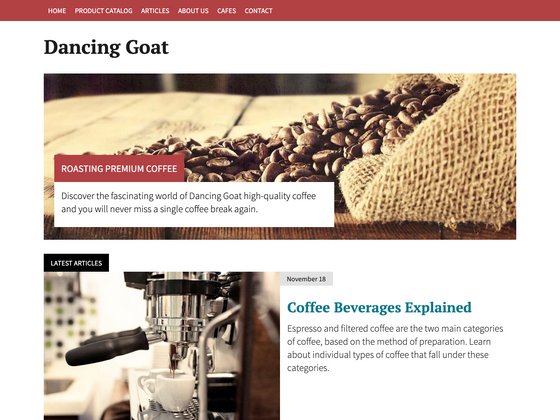 HOME PRODUCT CATALOG ARTICLES ABOUT US CAFES CONTACT
Dancing Goat
ROASTING PREMIUM COFFEE
Discover the fascinating world of Dancing Goat high-quality coffee
and you will never miss a single coffee break again.
LATEST ARTICLES
November 18
Coffee Beverages Explained
Espresso and filtered coffee are the two main categories
of coffee, based on the method of preparation. Learn
about individual types of coffee that fall under these
categories.